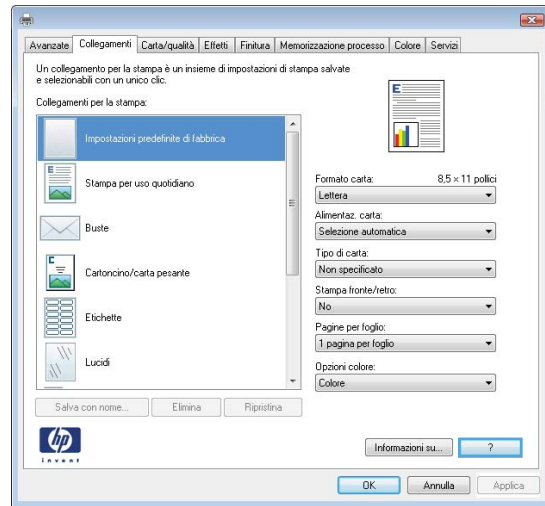 Avanzate Collegamenti Carta/qualità Effetti Finitura Memorizzazione processo Colore Servizi
Un collegamento per la stampa è un insieme di impostazioni di stampa salvate
e selezionabili con un unico clic.
Collegamenti per la stampa:
Impostazioni predefinite di fabbrica
Stampa per uso quotidiano
Buste
Cartoncino/carta pesante
Etichette
Lucidi
Salva con nome... Elimina Ripristina
E
Formato carta: 8,5 × 11 pollici
Lettera
Alimentaz. carta:
Selezione automatica
Tipo di carta:
Non specificato
Stampa fronte/retro:
No
Pagine per foglio:
1 pagina per foglio
Opzioni colore:
Colore
hp
invent
Informazioni su... ?
OK Annulla Applica